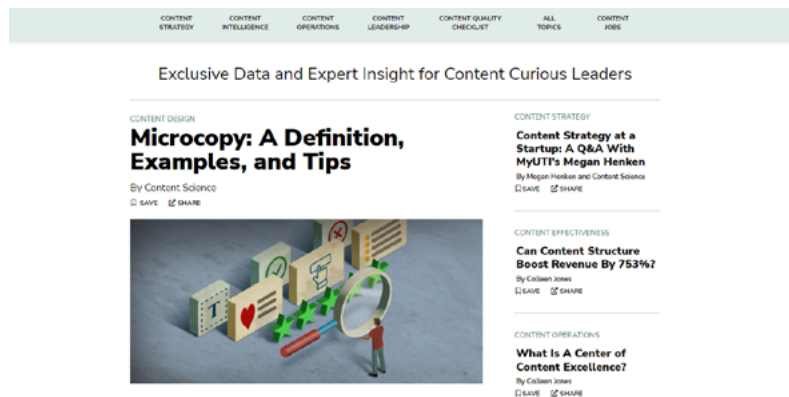 CONTENT STRATEGY
CONTENT INTELLIGENCE
CONTENT OPERATIONS
CONTENT LEADERSHIP
CONTENT QUALITY CHECKLIST
ALL TOPICS
CONTENT JOBS
Exclusive Data and Expert Insight for Content Curious Leaders
CONTENT DESIGN
Microcopy: A Definition,
Examples, and Tips
By Content Science
SAVE SHARE
T
CONTENT STRATEGY
Content Strategy at a
Startup: A Q&A With
MyUTI's Megan Henken
By Megan Henken and Content Science
SAVE SHARE
CONTENT EFFECTIVENESS
Can Content Structure
Boost Revenue By 753%?
By Colleen Jones
SAVE SHARE
CONTENT OPERATIONS
What Is A Center of
Content Excellence?
By Colleen Jones
SAVE SHARE